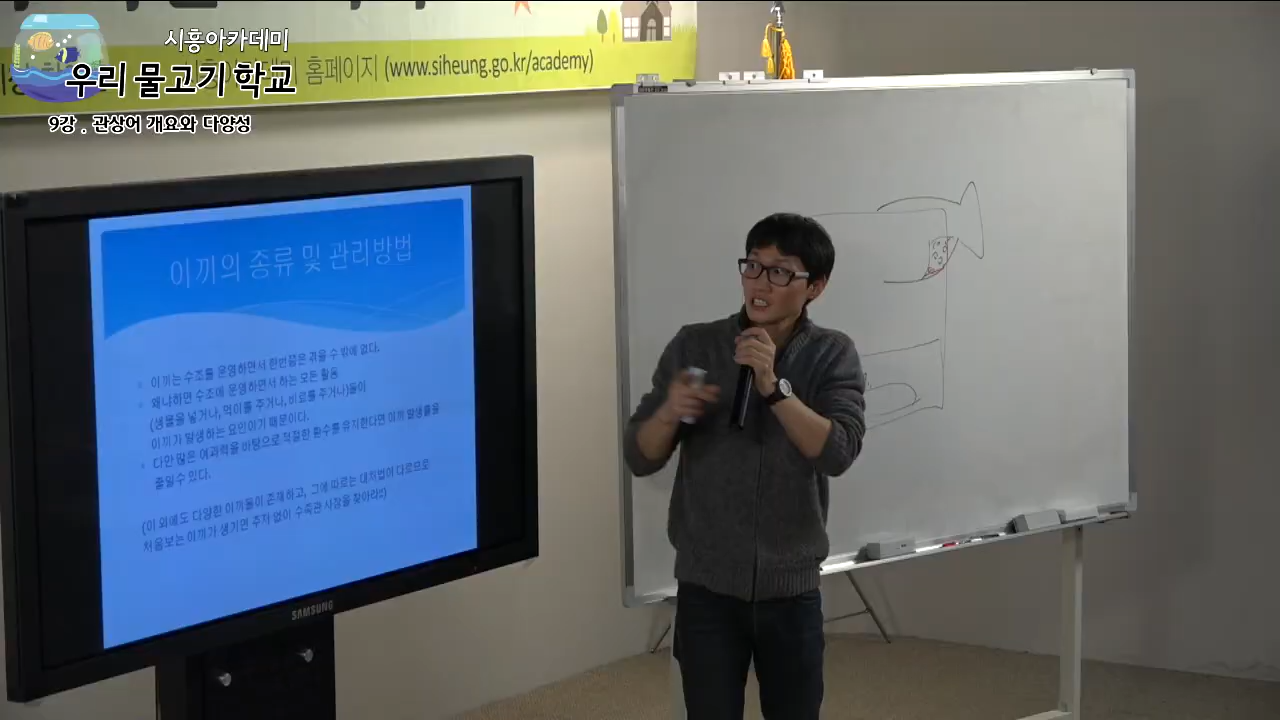 시흥아카데미
우리 물고기 학교
9강 . 관상어 개요와 다양성
홈페이지 (www.siheung.go.kr/academy)
이끼의 종류 및 관리방법
이끼는 수조를 운영하면서 한번쯤은 겪을 수 밖에 없다.
왜냐하면 수조에 운영하면서 하는 모든 활동
(생물을 넣거나, 먹이를 주거나, 비료를 주거나)들이
이끼가 발생하는 요인이기 때문이다.
다만 많은 여과력을 바탕으로 적절한 환수를 유지한다면 이끼 발생률을
줄일수 있다.
(이 외에도 다양한 이끼들이 존재하고, 그에 따르는 대처법이 다르므로
처음보는 이끼가 생기면 주저 없이 수족관 사장을 찾아라!!)
SAMSUNG